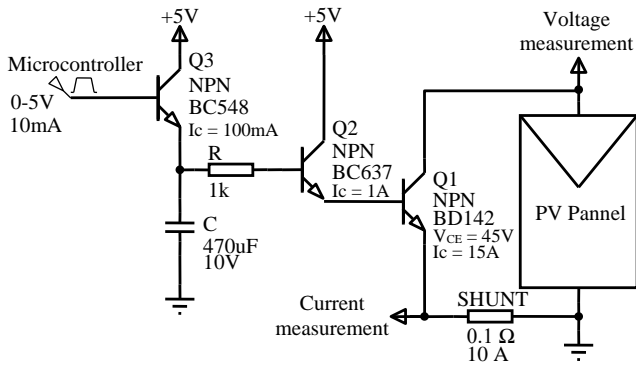 +5V
Microcontroller
0-5V
10mA
Q3
NPN
BC548
Ic = 100mA
R
1k
C
470uF
10V
+5V
Q2
NPN
BC637
Ic = 1A
Q1
NPN
BD142
VCE = 45V
Ic = 15A
Voltage
measurement
PV Pannel
Current
measurement
SHUNT
0.1 Ω
10 A